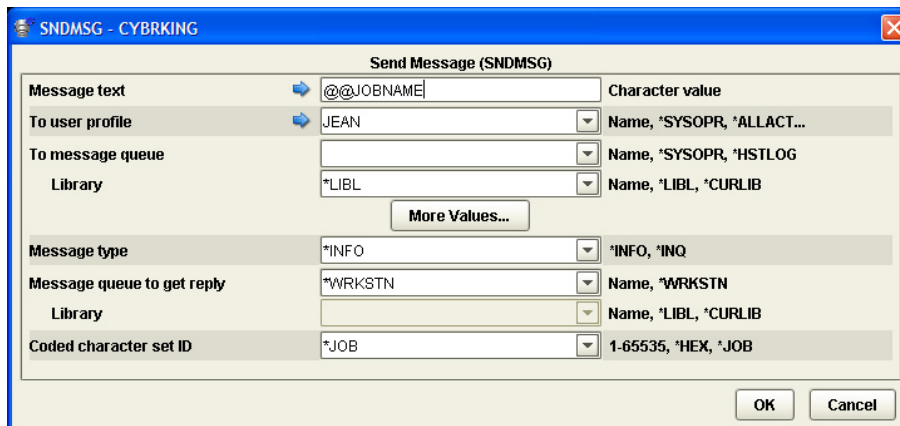 SNDMSG - CYBRKING
Send Message (SNDMSG)
Message text @@JOBNAME Character value
To user profile JEAN Name, *SYSOPR, *ALLACT...
To message queue Name, *SYSOPR, *HSTLOG
Library *LIBL Name, *LIBL, *CURLIB
More Values...
Message type *INFO *INFO, *INQ
Message queue to get reply *WRKSTN Name, *WRKSTN
Library Name, *LIBL, *CURLIB
Coded character set ID *JOB 1-65535, *HEX, *JOB
OK Cancel